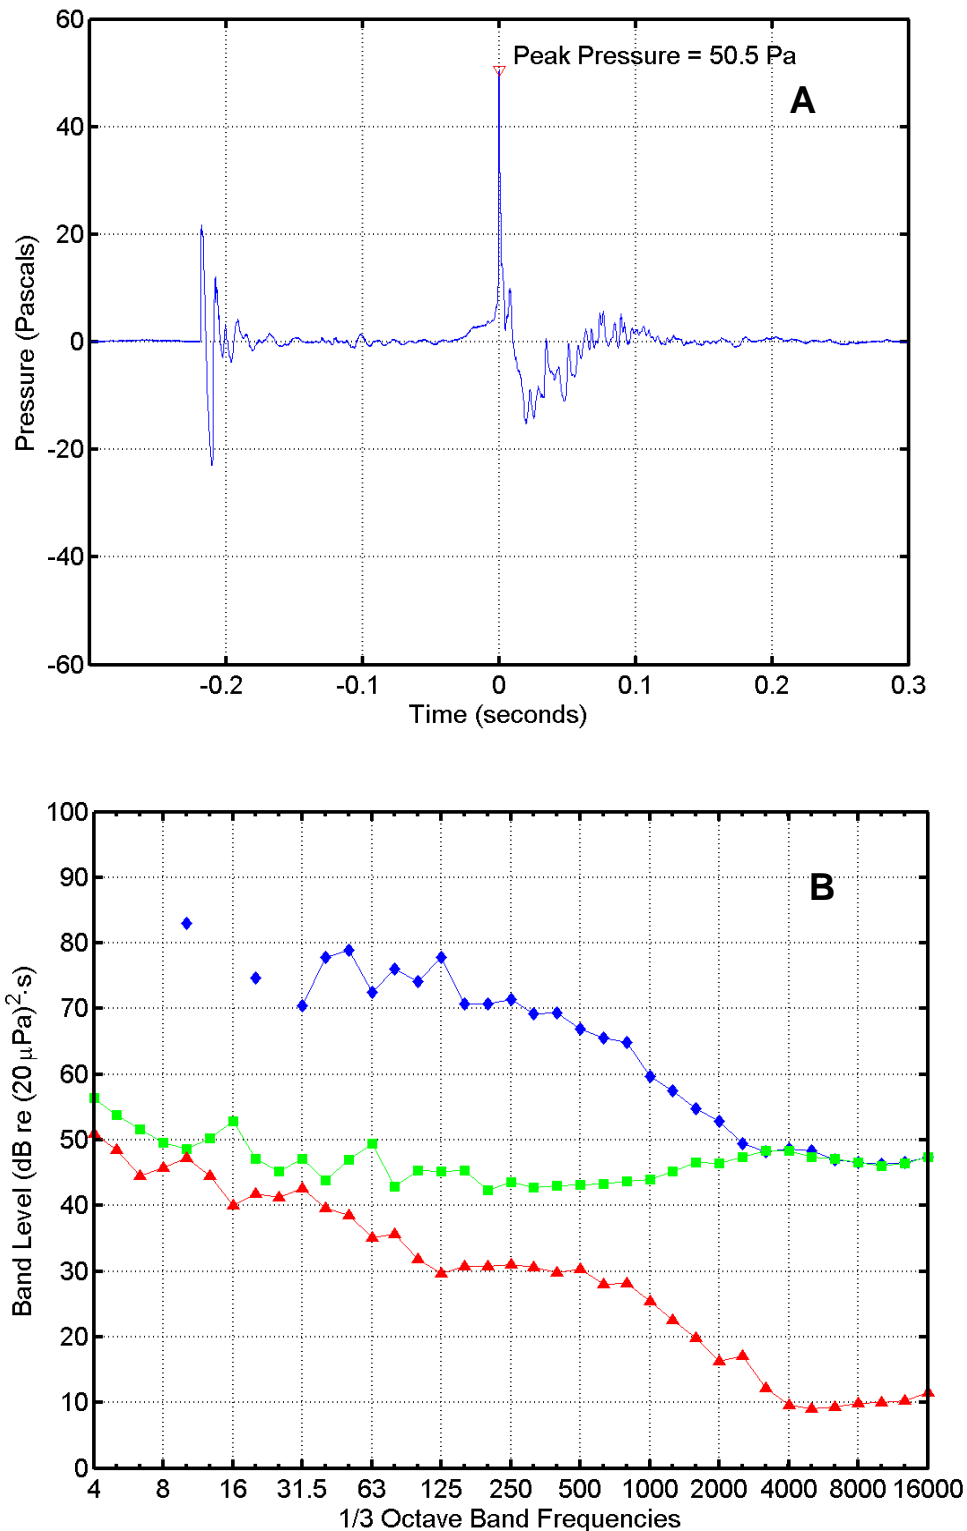 60
Peak Pressure = 50.5 Pa
A
40
20
0
-20
-40
-60
Pressure (Pascals)
-0.2 -0.1 0 0.1 0.2 0.3
Time (seconds)
100
B
90
80
70
60
50
40
30
20
10
0
Band Level (dB re (20 μPa)²·s)
4 8 16 31.5 63 125 250 500 1000 2000 4000 8000 16000
1/3 Octave Band Frequencies